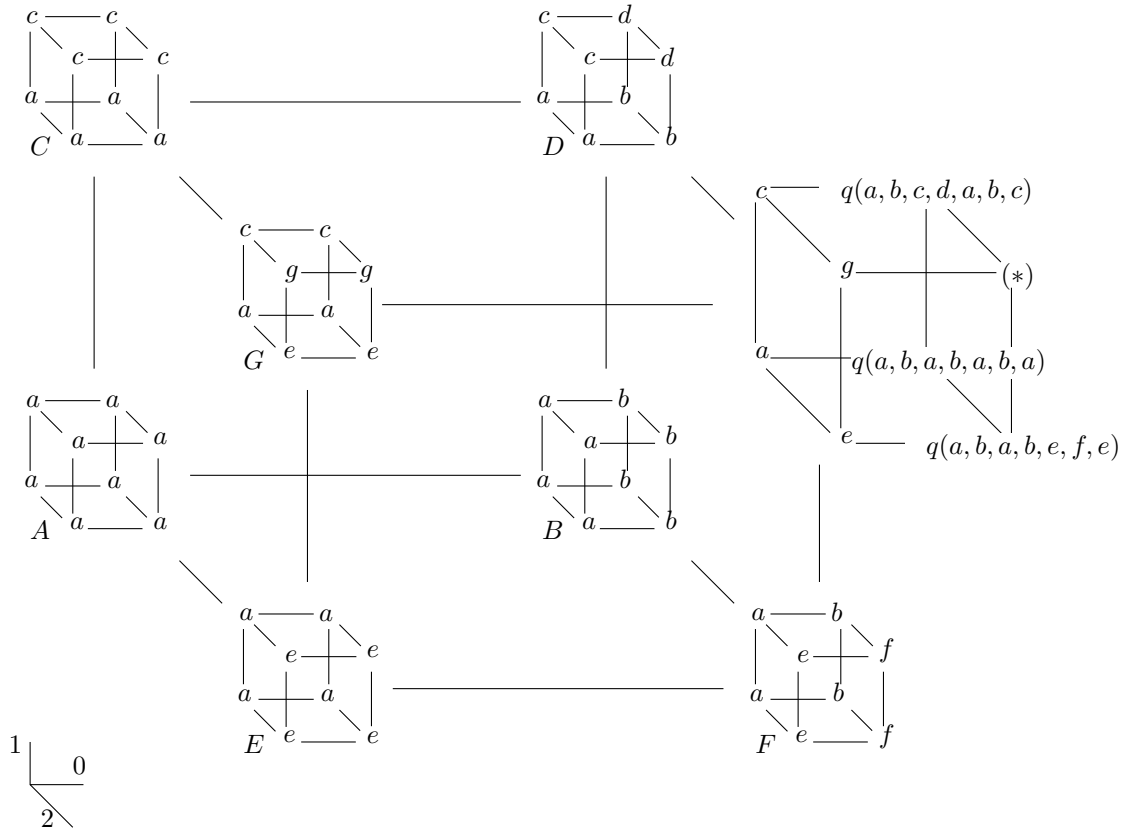 c c c d
c c c d
a a a b
a a a b
C D
c q(a, b, c, d, a, b, c)
c c
g g g (∗)
a a
e e
G
a q(a, b, a, b, a, b, a)
e q(a, b, a, b, e, f, e)
a a a b
a a a b
a a a b
a a a b
A B
a a a b
e e e f
a a a b
e e e f
E F
1
0
2